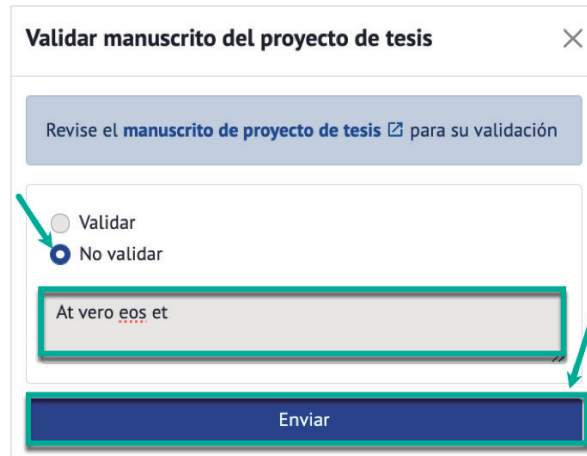 Validar manuscrito del proyecto de tesis
Revise el manuscrito de proyecto de tesis para su validación
Validar
No validar
At vero eos et
Enviar